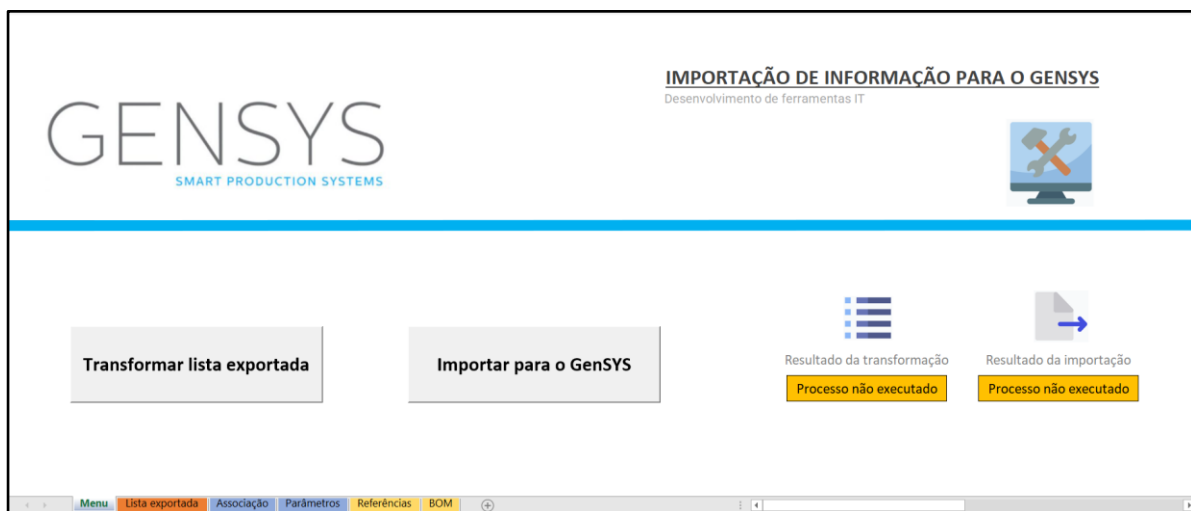 GENSYS
SMART PRODUCTION SYSTEMS
IMPORTAÇÃO DE INFORMAÇÃO PARA O GENSYS
Desenvolvimento de ferramentas IT
Transformar lista exportada
Importar para o GenSYS
Resultado da transformação
Processo não executado
Resultado da importação
Processo não executado
Menu Lista exportada Associação Parâmetros Referências BOM